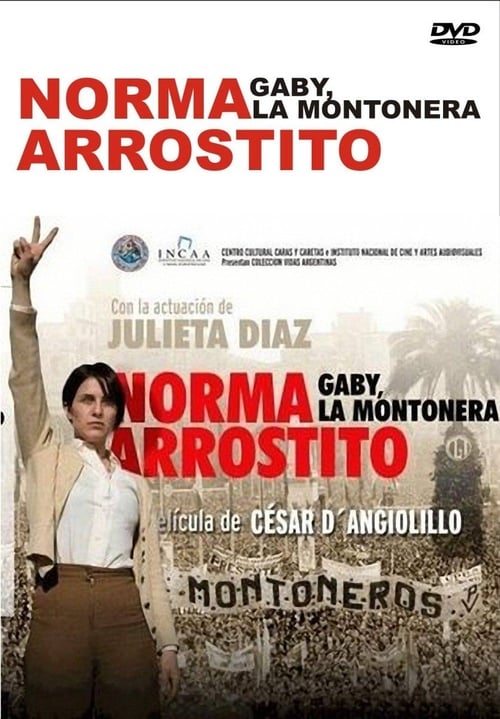 DVD
VIDEO
NORMA GABY,
LA MONTONERA
ARROSTITO
INCAA
CENTRO CULTURAL CARAS Y CARETAS e INSTITUTO NACIONAL DE CINE Y ARTES AUDIOVISUALES
Presentan COLECCION VIDAS ARGENTINAS
Con la actuación de
JULIETA DIAZ
NORMA GABY,
LA MONTONERA
ARROSTITO
elícula de CÉSAR D´ANGIOLILLO
MONTONEROS